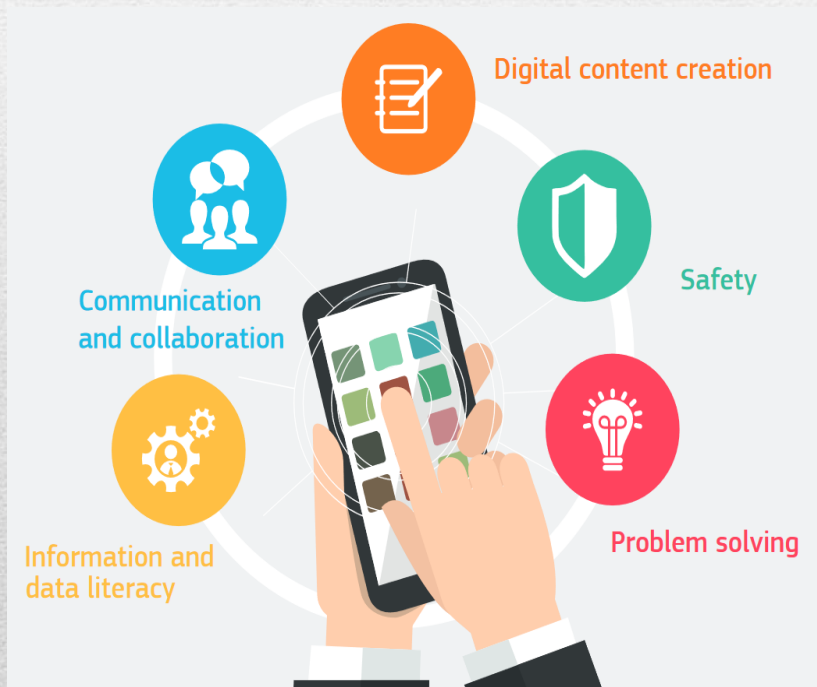 Digital content creation
Safety
Communication
and collaboration
Information and
data literacy
Problem solving